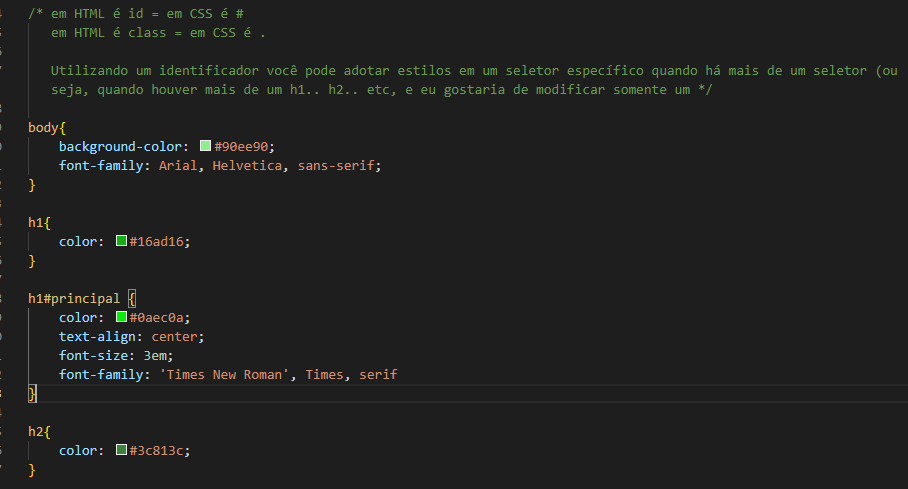 /* em HTML é id = em CSS é #
em HTML é class = em CSS é .
Utilizando um identificador você pode adotar estilos em um seletor específico quando há mais de um seletor (ou
seja, quando houver mais de um h1.. h2.. etc, e eu gostaria de modificar somente um */
body{
background-color: #90ee90;
font-family: Arial, Helvetica, sans-serif;
}
h1{
color: #16ad16;
}
h1#principal {
color: #0aec0a;
text-align: center;
font-size: 3em;
font-family: 'Times New Roman', Times, serif
}
h2{
color: #3c813c;
}